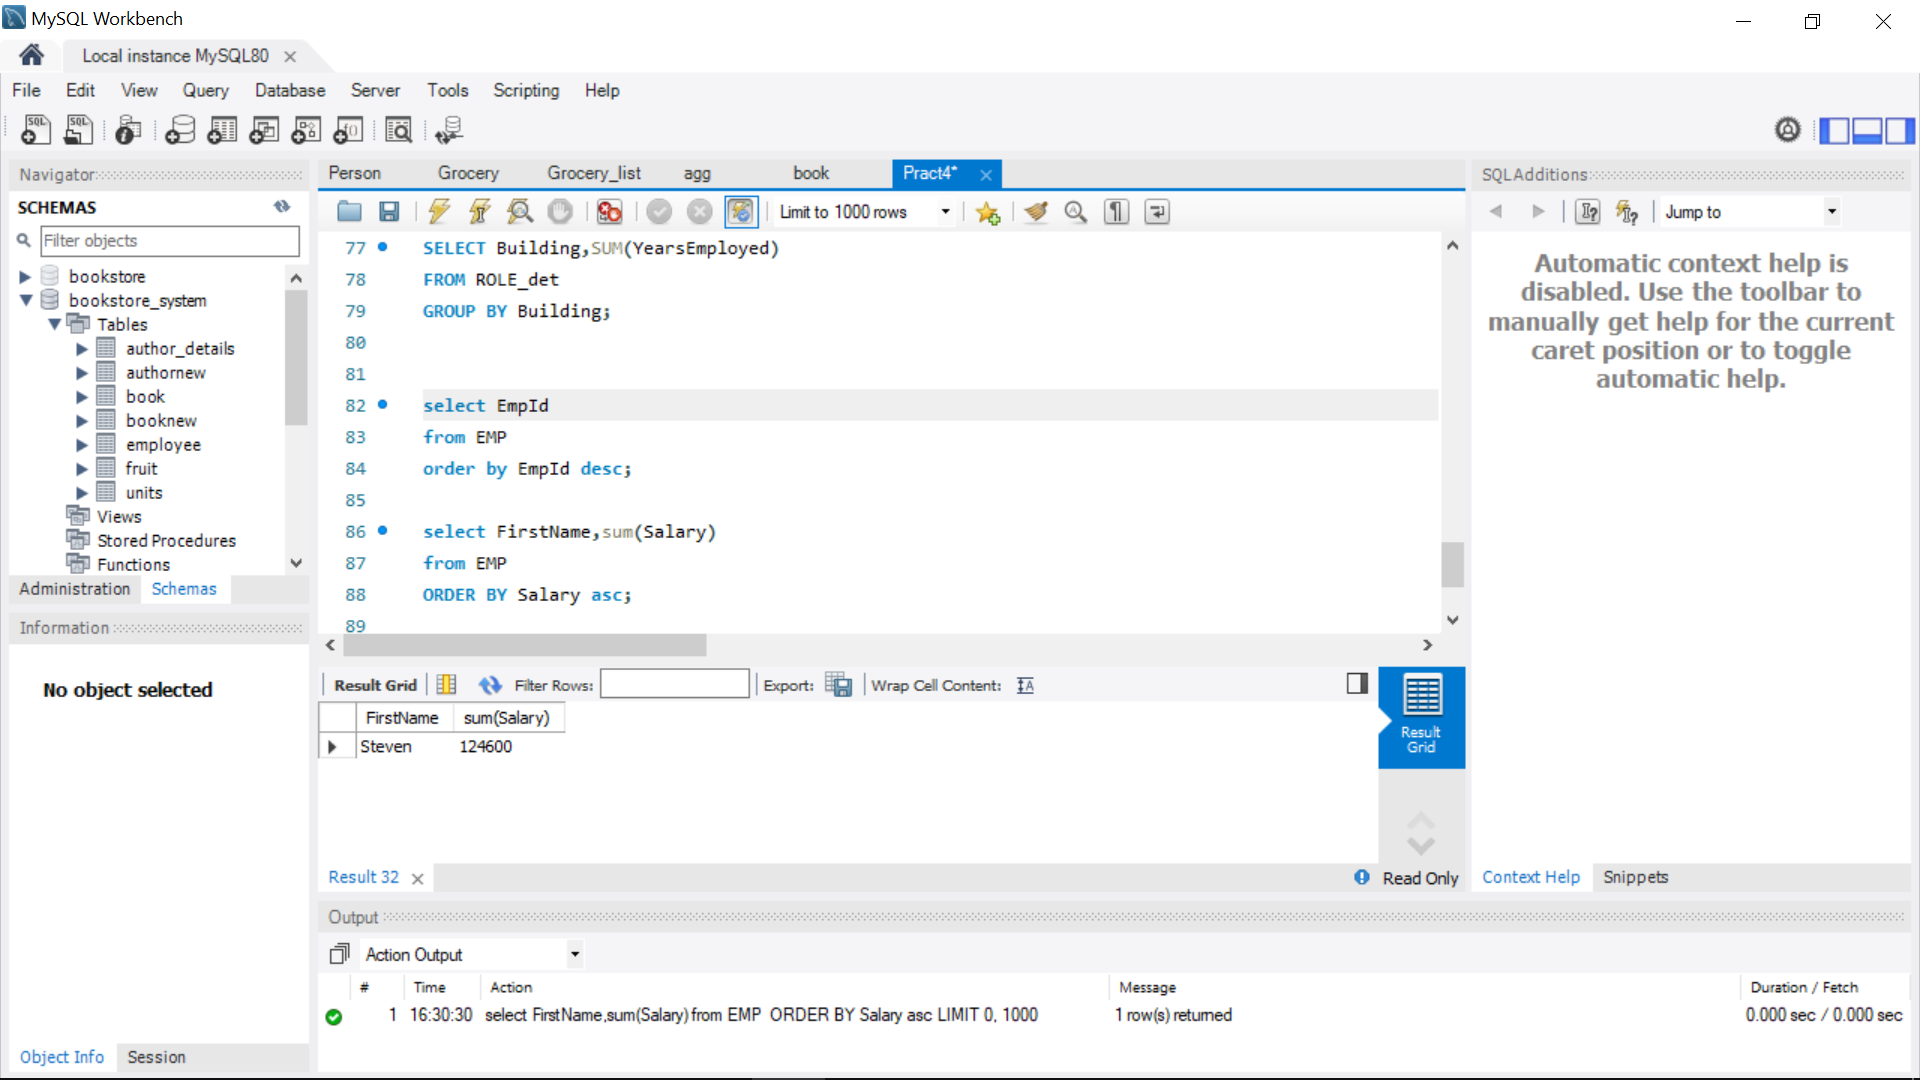 MySQL Workbench
Local instance MySQL80
File Edit View Query Database Server Tools Scripting Help
Navigator
SCHEMAS
Filter objects
bookstore
bookstore_system
Tables
author_details
authornew
book
booknew
employee
fruit
units
Views
Stored Procedures
Functions
Administration Schemas
Information
No object selected
Object Info Session
Person Grocery Grocery_list agg book Pract4*
Limit to 1000 rows
77 SELECT Building,SUM(YearsEmployed)
78 FROM ROLE_det
79 GROUP BY Building;
80
81
82 select EmpId
83 from EMP
84 order by EmpId desc;
85
86 select FirstName,sum(Salary)
87 from EMP
88 ORDER BY Salary asc;
89
Result Grid Filter Rows: Export: Wrap Cell Content:
FirstName sum(Salary)
Steven 124600
Result Grid
Result 32 Read Only
SQLAdditions
Jump to
Automatic context help is
disabled. Use the toolbar to
manually get help for the current
caret position or to toggle
automatic help.
Context Help Snippets
Output
Action Output
# Time Action Message Duration / Fetch
1 16:30:30 select FirstName,sum(Salary) from EMP ORDER BY Salary asc LIMIT 0, 1000 1 row(s) returned 0.000 sec / 0.000 sec